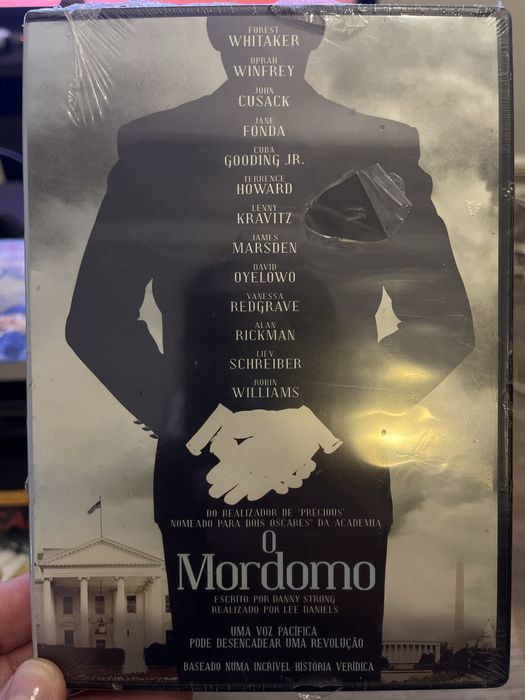 FOREST
WHITAKER
OPRAH
WINFREY
JOHN
CUSACK
JANE
FONDA
CUBA
GOODING JR.
TERRENCE
HOWARD
LENNY
KRAVITZ
JAMES
MARSDEN
DAVID
OYELOWO
VANESSA
REDGRAVE
ALAN
RICKMAN
LIEV
SCHREIBER
ROBIN
WILLIAMS
DO REALIZADOR DE 'PRECIOUS'
NOMEADO PARA DOIS OSCARES® DA ACADEMIA
O
Mordomo
ESCRITO POR DANNY STRONG
REALIZADO POR LEE DANIELS
UMA VOZ PACÍFICA
PODE DESENCADEAR UMA REVOLUÇÃO
BASEADO NUMA INCRÍVEL HISTÓRIA VERÍDICA